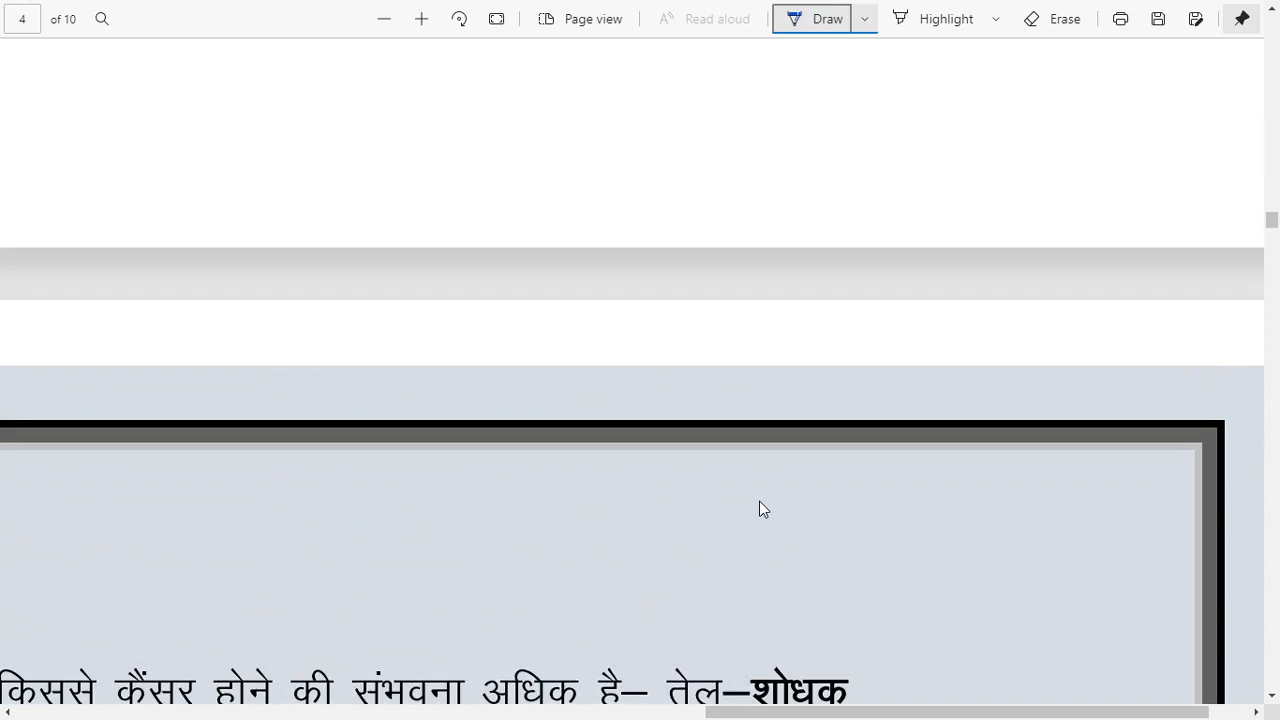 4 of 10 Page view Read aloud Draw Highlight Erase
किससे कैंसर होने की संभवना अधिक है– तेल–शोधक